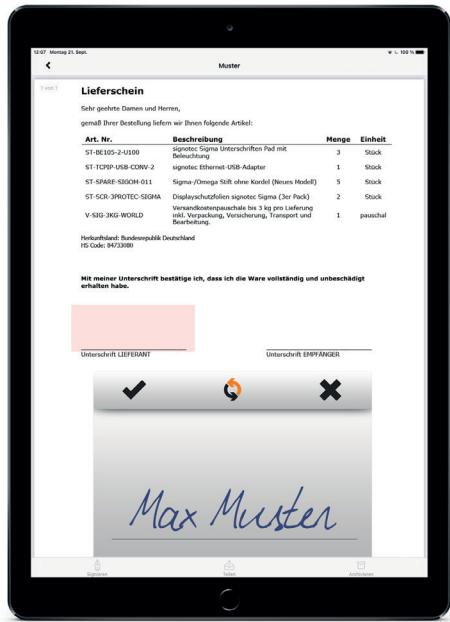 12:07 Montag 21. Sept.
100 %
Muster
1 von 1
Lieferschein
Sehr geehrte Damen und Herren,
gemäß Ihrer Bestellung liefern wir Ihnen folgende Artikel:
Art. Nr. Beschreibung Menge Einheit
ST-BE105-2-U100 signotec Sigma Unterschriften Pad mit Beleuchtung 3 Stück
ST-TCPIP-USB-CONV-2 signotec Ethernet-USB-Adapter 1 Stück
ST-SPARE-SIGOM-011 Sigma-/Omega Stift ohne Kordel (Neues Modell) 5 Stück
ST-SCR-3PROTEC-SIGMA Displayschutzfolien signotec Sigma (3er Pack) 2 Stück
V-SIG-3KG-WORLD Versandkostenpauschale bis 3 kg pro Lieferung inkl. Verpackung, Versicherung, Transport und Bearbeitung. 1 pauschal
Herkunftsland: Bundesrepublik Deutschland
HS Code: 84733080
Mit meiner Unterschrift bestätige ich, dass ich die Ware vollständig und unbeschädigt
erhalten habe.
Unterschrift LIEFERANT Unterschrift EMPFÄNGER
Max Muster
Signieren Teilen Archivieren